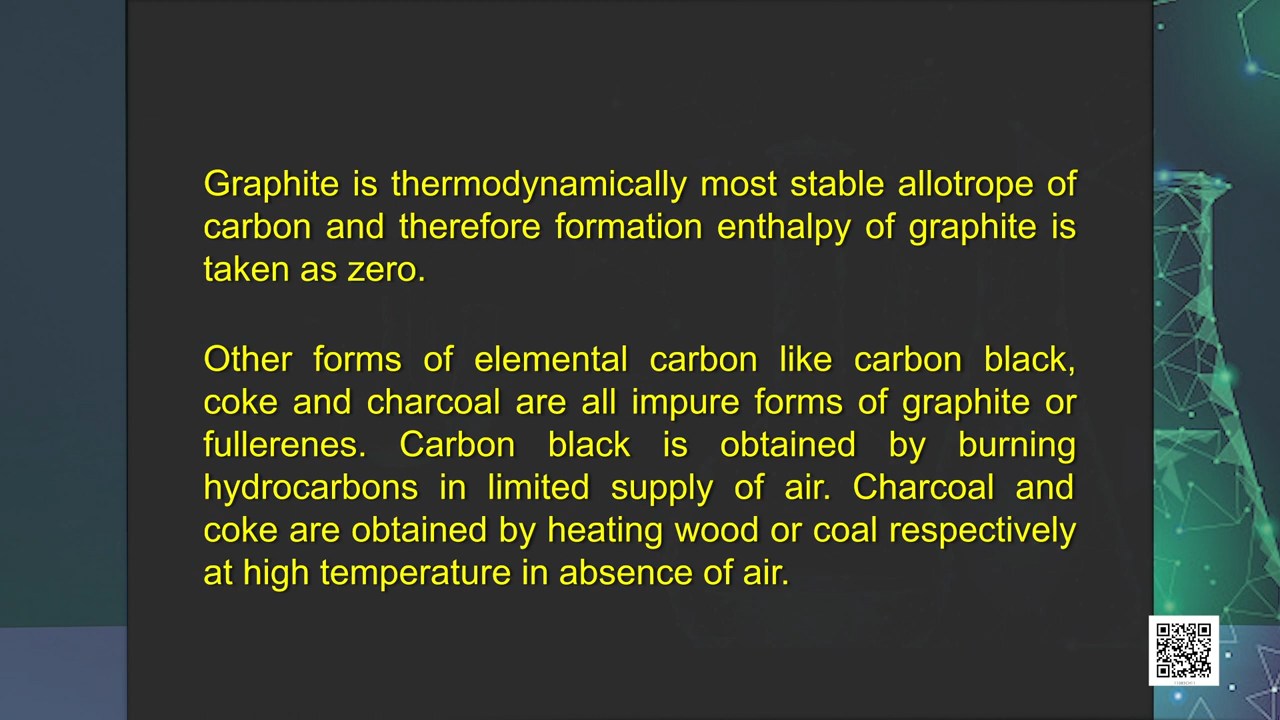 Graphite is thermodynamically most stable allotrope of
carbon and therefore formation enthalpy of graphite is
taken as zero.
Other forms of elemental carbon like carbon black,
coke and charcoal are all impure forms of graphite or
fullerenes. Carbon black is obtained by burning
hydrocarbons in limited supply of air. Charcoal and
coke are obtained by heating wood or coal respectively
at high temperature in absence of air.